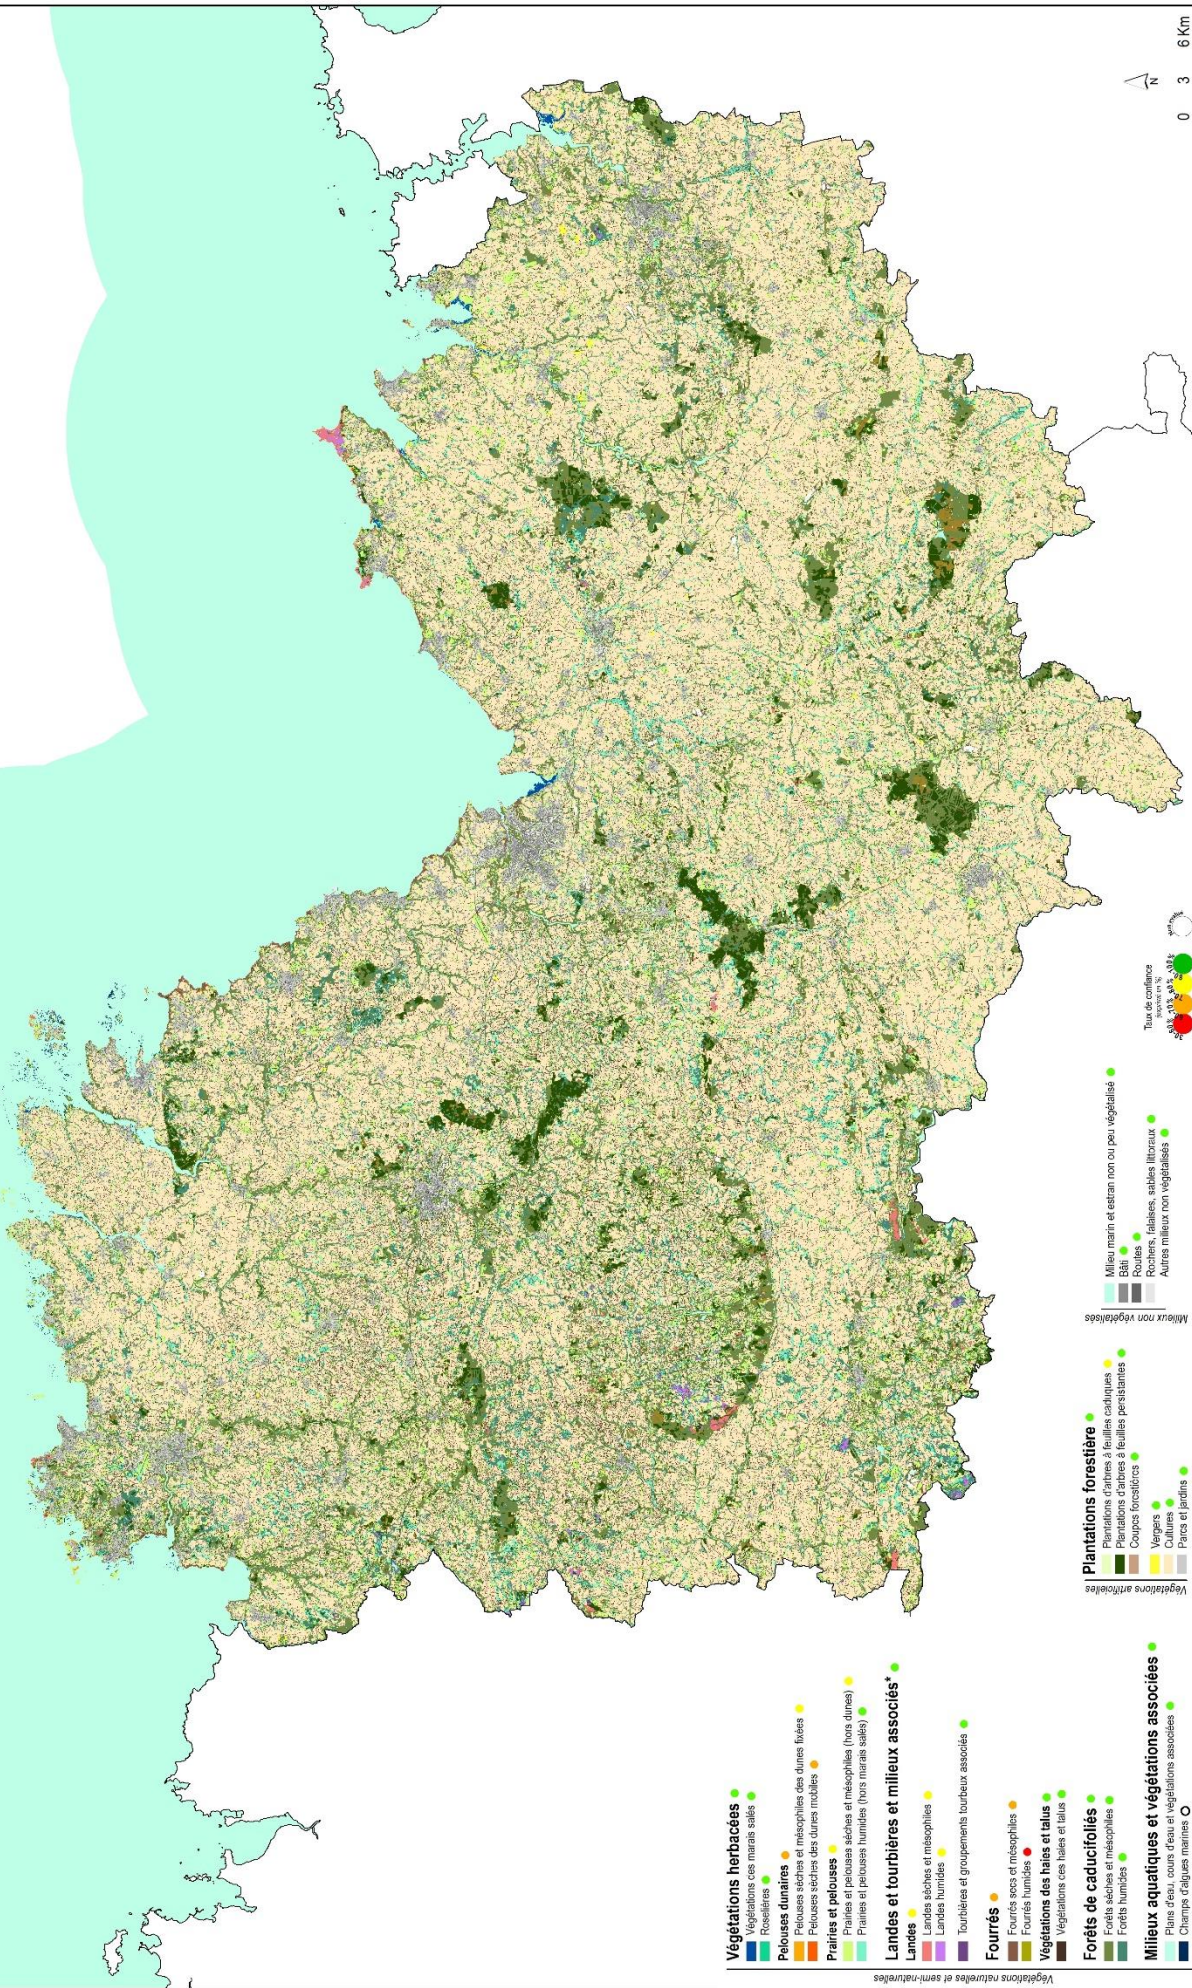 Végétations herbacées
Végétations ces marais salés
Roselières
Pelouses dunaires
Pelouses sèches et mésophiles des dunes fixées
Pelouses sèches des dunes mobiles
Prairies et pelouses
Prairies et pelouses sèches et mésophiles (hors dunes)
Prairies et pelouses humides (hors marais salés)
Landes et tourbières et milieux associés*
Landes
Landes sèches et mésophiles
Landes humides
Tourbières et groupements tourbeux associés
Fourrés
Fourrés secs et mésophiles
Fourrés humides
Végétations des haies et talus
Végétations ces haies et talus
Forêts de caducifoliés
Forêts sèches et mésophiles
Forêts humides
Milieux aquatiques et végétations associées
Plans d'eau, cours d'eau et végétations associées
Champs d'algues marines
Végétations naturelles et semi-naturelles
Plantations forestière
Plantations d'arbres à feuilles caduques
Plantations d'arbres à feuilles persistantes
Coupes forestières
Vergers
Cultures
Parcs et jardins
Végétations artificielles
Milieu marin et estran non ou peu végétalisé
Bâti
Routes
Rochers, falaises, sables littoraux
Autres milieux non végétalisés
Milieux non végétalisés
Taux de confiance
N
0 3 6 Km